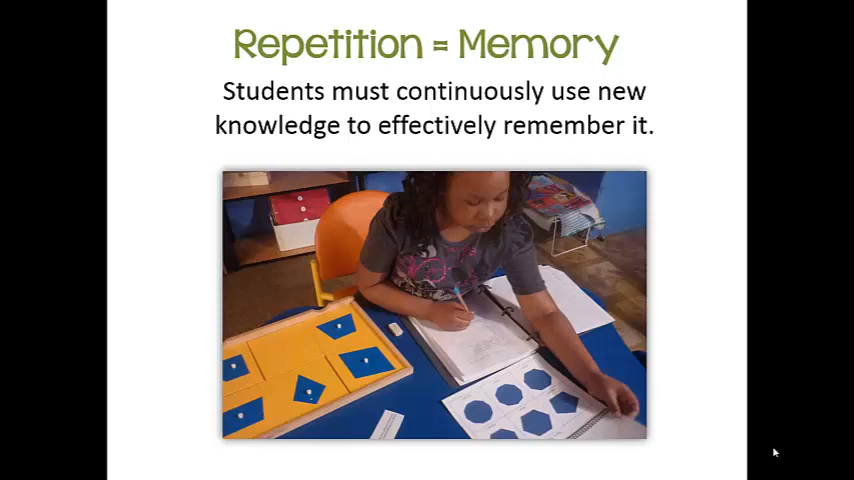 Repetition = Memory
Students must continuously use new
knowledge to effectively remember it.